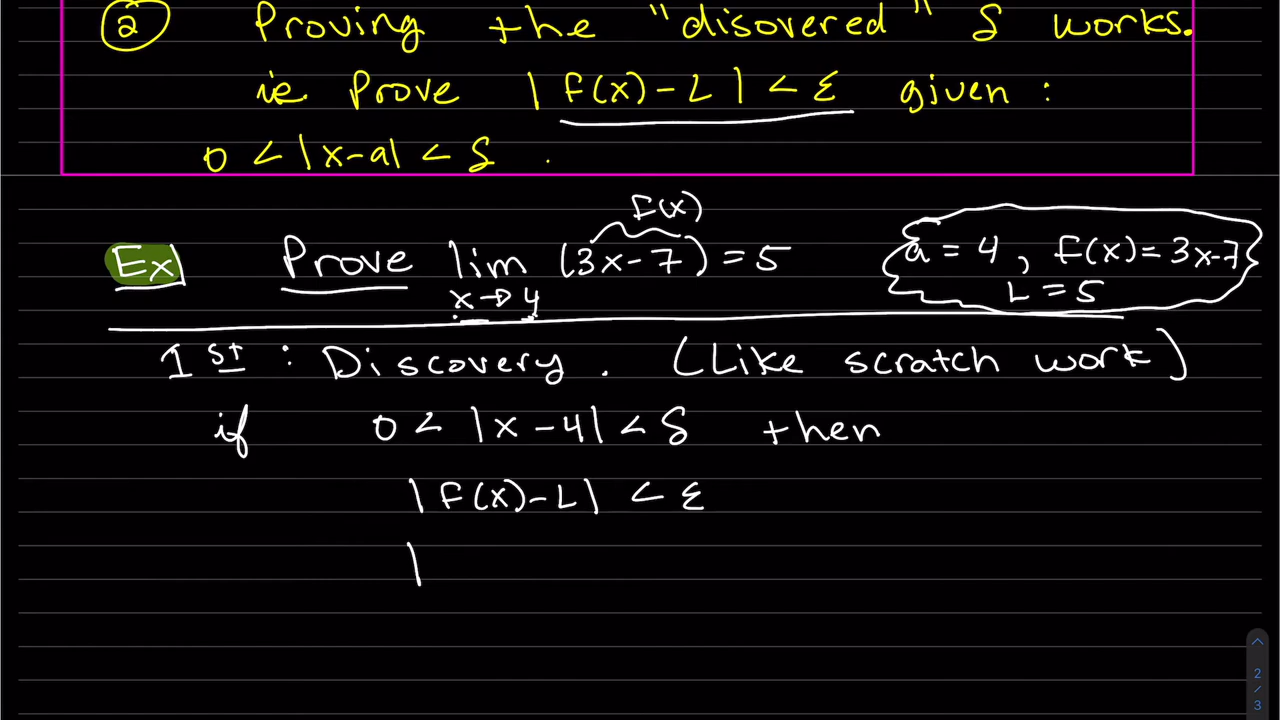 ② Proving the "disovered" δ works.
ie. Prove | f(x) - L | < ε given :
0 < |x-a| < δ .
f(x)
Ex Prove lim (3x-7) = 5
x→4
a = 4 , f(x) = 3x-7
L = 5
1st : Discovery. (Like scratch work)
if 0 < |x - 4| < δ then
| f(x) - L | < ε
|
2
/
3